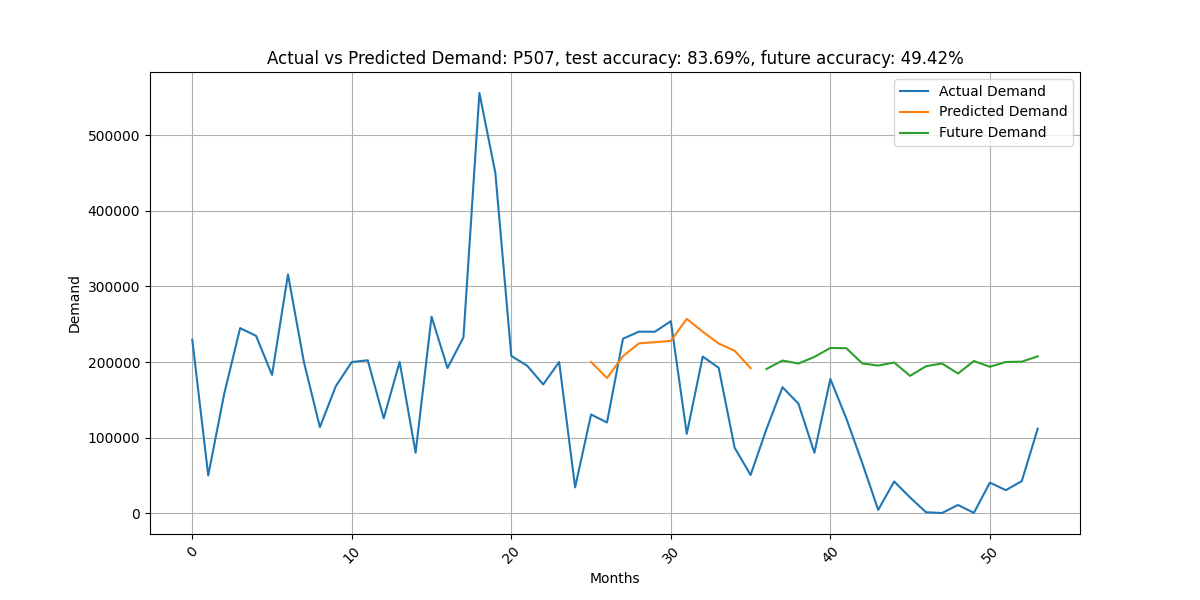 Actual vs Predicted Demand: P507, test accuracy: 83.69%, future accuracy: 49.42%
Actual Demand
Predicted Demand
Future Demand
Demand
500000
400000
300000
200000
100000
0
0
10
20
30
40
50
Months